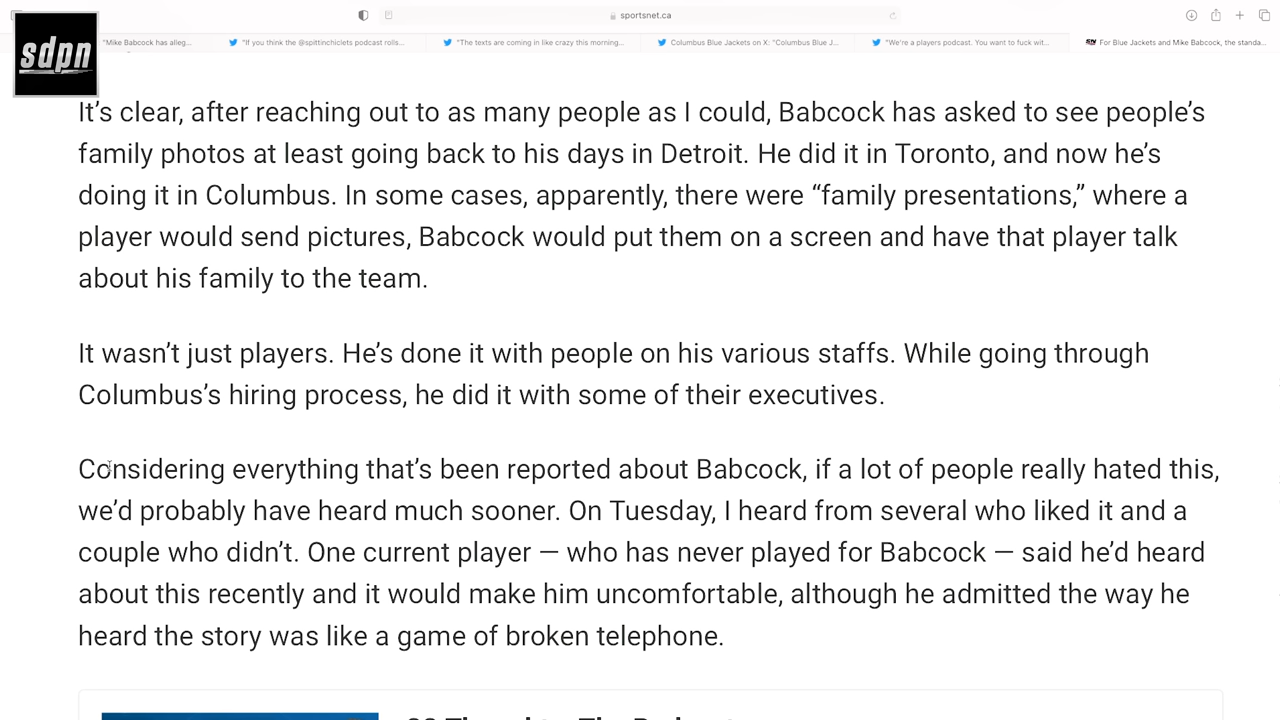 sdpn
sportsnet.ca
"Mike Babcock has alleg...
"If you think the @spittinchiclets podcast rolls...
"The texts are coming in like crazy this morning...
Columbus Blue Jackets on X: "Columbus Blue J...
"We're a players podcast. You want to fuck wit...
For Blue Jackets and Mike Babcock, the standa...
It’s clear, after reaching out to as many people as I could, Babcock has asked to see people’s
family photos at least going back to his days in Detroit. He did it in Toronto, and now he’s
doing it in Columbus. In some cases, apparently, there were “family presentations,” where a
player would send pictures, Babcock would put them on a screen and have that player talk
about his family to the team.
It wasn’t just players. He’s done it with people on his various staffs. While going through
Columbus’s hiring process, he did it with some of their executives.
Considering everything that’s been reported about Babcock, if a lot of people really hated this,
we’d probably have heard much sooner. On Tuesday, I heard from several who liked it and a
couple who didn’t. One current player — who has never played for Babcock — said he’d heard
about this recently and it would make him uncomfortable, although he admitted the way he
heard the story was like a game of broken telephone.